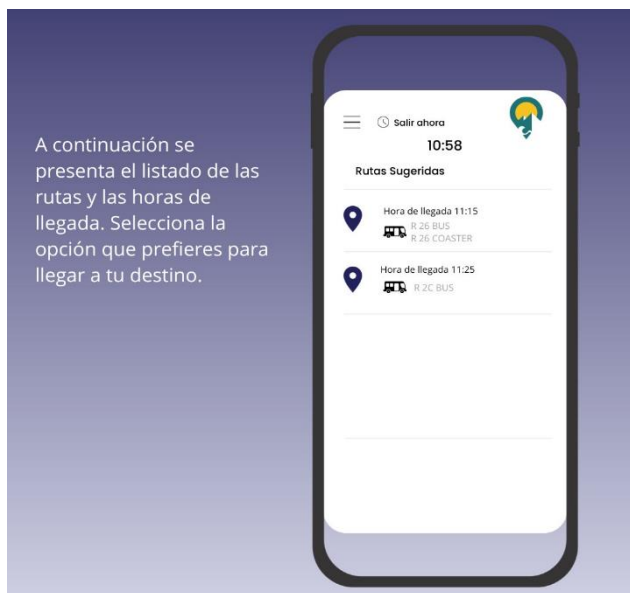 A continuación se
presenta el listado de las
rutas y las horas de
llegada. Selecciona la
opción que prefieres para
llegar a tu destino.
Salir ahora
10:58
Rutas Sugeridas
Hora de llegada 11:15
R 26 BUS
R 26 COASTER
Hora de llegada 11:25
R 2C BUS